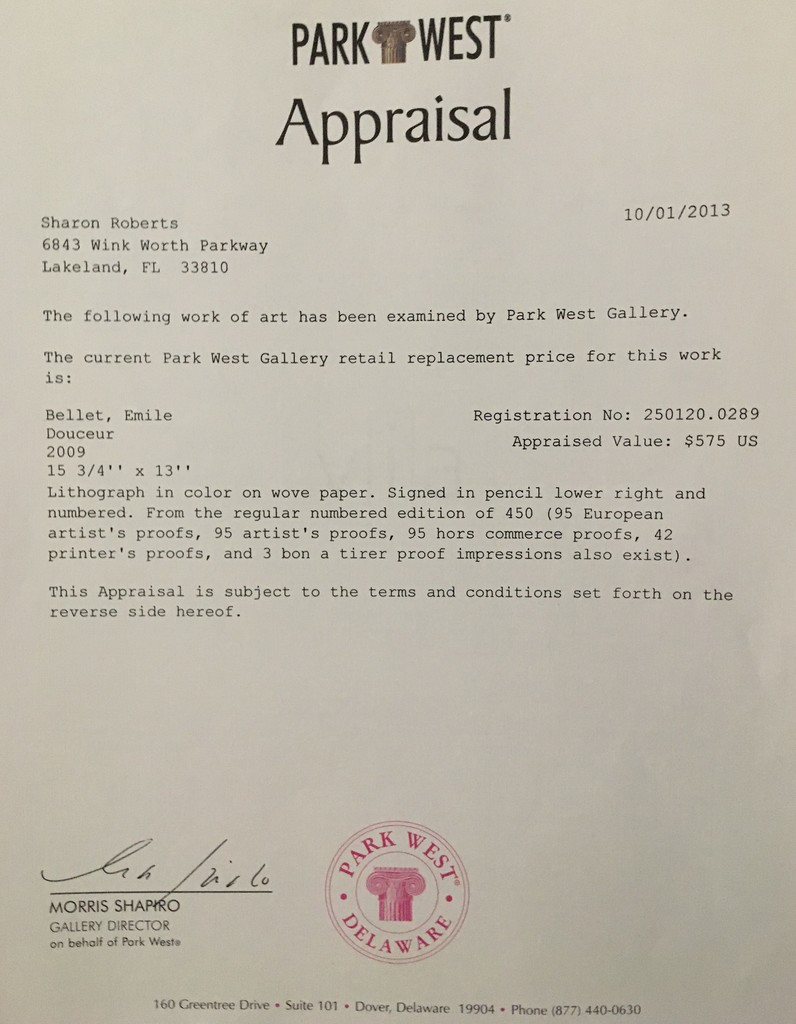 PARK WEST®
Appraisal
10/01/2013
Sharon Roberts
6843 Wink Worth Parkway
Lakeland, FL 33810
The following work of art has been examined by Park West Gallery.
The current Park West Gallery retail replacement price for this work
is:
Bellet, Emile
Registration No: 250120.0289
Douceur
Appraised Value: $575 US
2009
15 3/4'' x 13''
Lithograph in color on wove paper. Signed in pencil lower right and
numbered. From the regular numbered edition of 450 (95 European
artist's proofs, 95 artist's proofs, 95 hors commerce proofs, 42
printer's proofs, and 3 bon a tirer proof impressions also exist).
This Appraisal is subject to the terms and conditions set forth on the
reverse side hereof.
MORRIS SHAPIRO
GALLERY DIRECTOR
on behalf of Park West®
PARK WEST®
• DELAWARE •
160 Greentree Drive • Suite 101 • Dover, Delaware 19904 • Phone (877) 440-0630